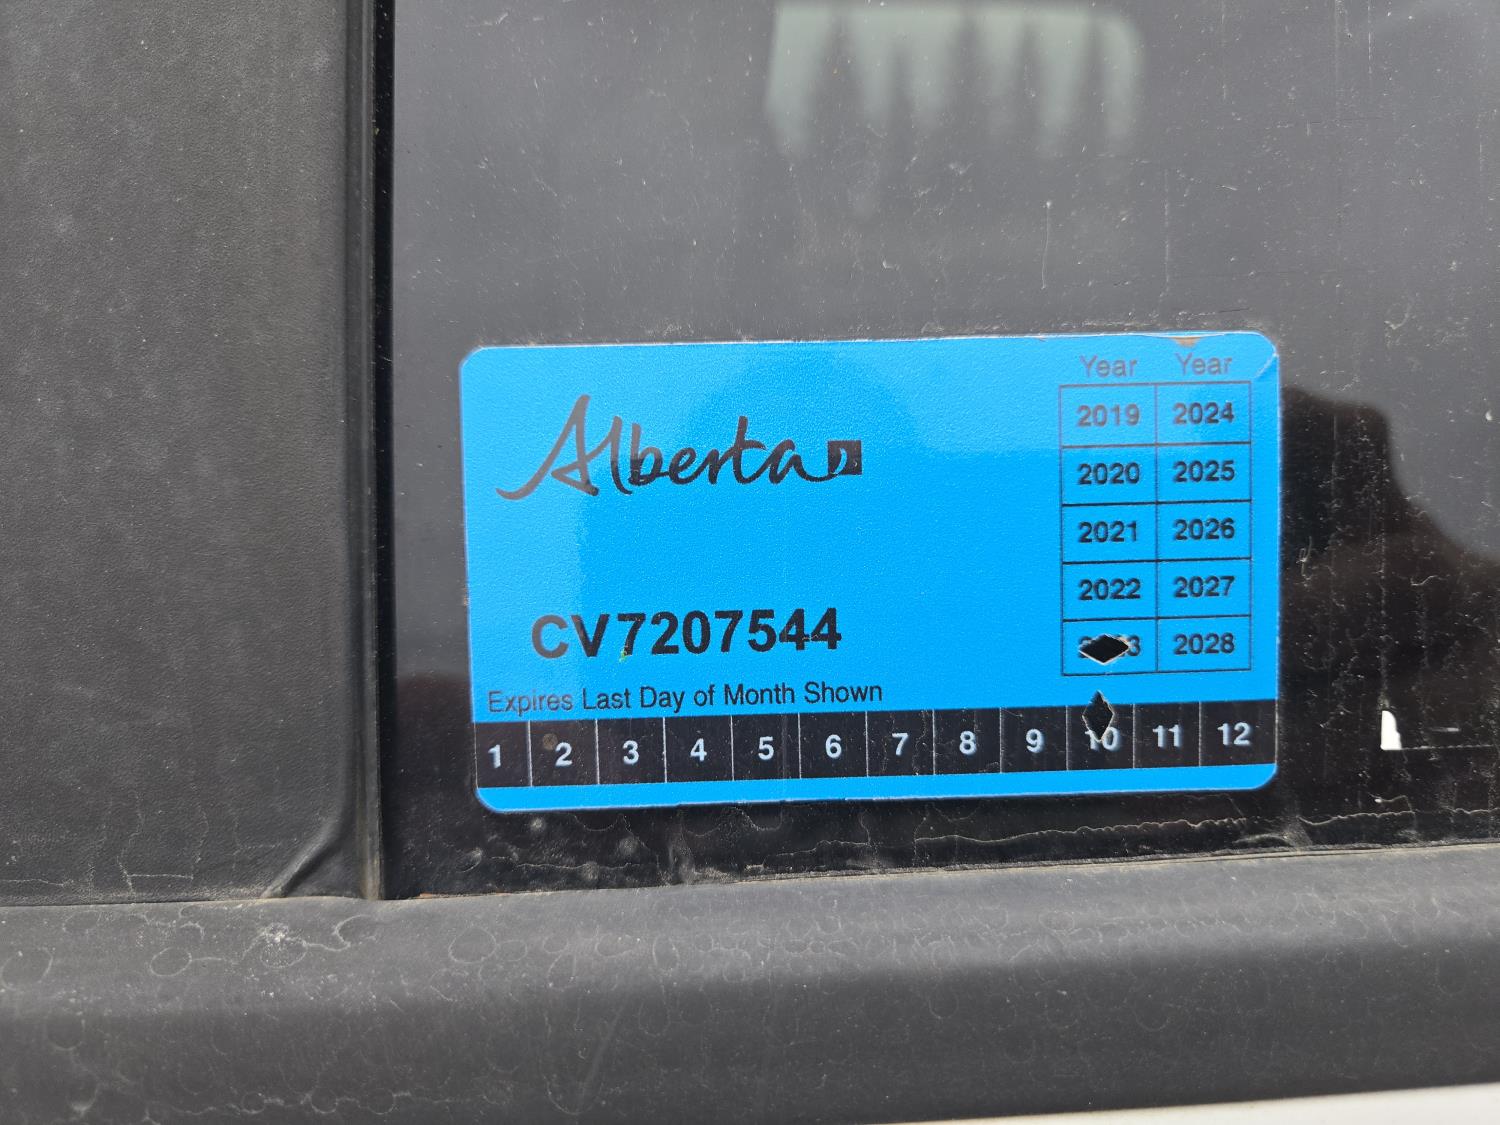 Alberta
Year Year
2019 2024
2020 2025
2021 2026
2022 2027
2028
CV7207544
Expires Last Day of Month Shown
1 2 3 4 5 6 7 8 9 10 11 12